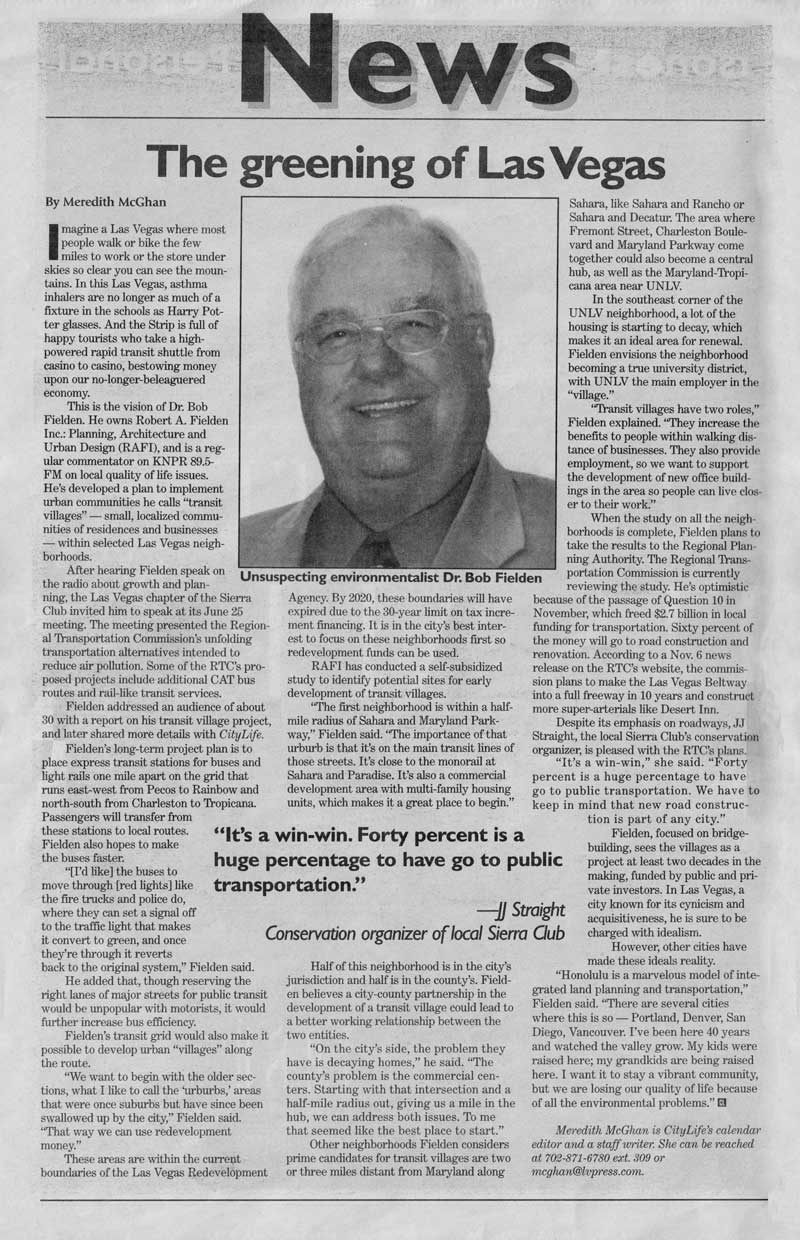 News
The greening of Las Vegas
By Meredith McGhan
Imagine a Las Vegas where most
people walk or bike the few
miles to work or the store under
skies so clear you can see the moun-
tains. In this Las Vegas, asthma
inhalers are no longer as much of a
fixture in the schools as Harry Pot-
ter glasses. And the Strip is full of
happy tourists who take a high-
powered rapid transit shuttle from
casino to casino, bestowing money
upon our no-longer-beleaguered
economy.
This is the vision of Dr. Bob
Fielden. He owns Robert A. Fielden
Inc.: Planning, Architecture and
Urban Design (RAFI), and is a reg-
ular commentator on KNPR 89.5-
FM on local quality of life issues.
He's developed a plan to implement
urban communities he calls "transit
villages" — small, localized commu-
nities of residences and businesses
— within selected Las Vegas neigh-
borhoods.
After hearing Fielden speak on
the radio about growth and plan-
ning, the Las Vegas chapter of the Sierra
Club invited him to speak at its June 25
meeting. The meeting presented the Region-
al Transportation Commission's unfolding
transportation alternatives intended to
reduce air pollution. Some of the RTC's pro-
posed projects include additional CAT bus
routes and rail-like transit services.
Fielden addressed an audience of about
30 with a report on his transit village project,
and later shared more details with CityLife.
Fielden's long-term project plan is to
place express transit stations for buses and
light rails one mile apart on the grid that
runs east-west from Pecos to Rainbow and
north-south from Charleston to Tropicana.
Passengers will transfer from
these stations to local routes.
Fielden also hopes to make
the buses faster.
"[I'd like] the buses to
move through [red lights] like
the fire trucks and police do,
where they can set a signal off
to the traffic light that makes
it convert to green, and once
they're through it reverts
back to the original system," Fielden said.
He added that, though reserving the
right lanes of major streets for public transit
would be unpopular with motorists, it would
further increase bus efficiency.
Fielden's transit grid would also make it
possible to develop urban "villages" along
the route.
"We want to begin with the older sec-
tions, what I like to call the 'urburbs,' areas
that were once suburbs but have since been
swallowed up by the city," Fielden said.
"That way we can use redevelopment
money."
These areas are within the current
boundaries of the Las Vegas Redevelopment
Unsuspecting environmentalist Dr. Bob Fielden
Agency. By 2020, these boundaries will have
expired due to the 30-year limit on tax incre-
ment financing. It is in the city's best inter-
est to focus on these neighborhoods first so
redevelopment funds can be used.
RAFI has conducted a self-subsidized
study to identify potential sites for early
development of transit villages.
"The first neighborhood is within a half-
mile radius of Sahara and Maryland Park-
way," Fielden said. "The importance of that
urburb is that it's on the main transit lines of
those streets. It's close to the monorail at
Sahara and Paradise. It's also a commercial
development area with multi-family housing
units, which makes it a great place to begin."
"It's a win-win. Forty percent is a
huge percentage to have go to public
transportation."
—JJ Straight
Conservation organizer of local Sierra Club
Half of this neighborhood is in the city's
jurisdiction and half is in the county's. Field-
en believes a city-county partnership in the
development of a transit village could lead to
a better working relationship between the
two entities.
"On the city's side, the problem they
have is decaying homes," he said. "The
county's problem is the commercial cen-
ters. Starting with that intersection and a
half-mile radius out, giving us a mile in the
hub, we can address both issues. To me
that seemed like the best place to start."
Other neighborhoods Fielden considers
prime candidates for transit villages are two
or three miles distant from Maryland along
Sahara, like Sahara and Rancho or
Sahara and Decatur. The area where
Fremont Street, Charleston Boule-
vard and Maryland Parkway come
together could also become a central
hub, as well as the Maryland-Tropi-
cana area near UNLV.
In the southeast corner of the
UNLV neighborhood, a lot of the
housing is starting to decay, which
makes it an ideal area for renewal.
Fielden envisions the neighborhood
becoming a true university district,
with UNLV the main employer in the
"village."
"Transit villages have two roles,"
Fielden explained. "They increase the
benefits to people within walking dis-
tance of businesses. They also provide
employment, so we want to support
the development of new office build-
ings in the area so people can live clos-
er to their work."
When the study on all the neigh-
borhoods is complete, Fielden plans to
take the results to the Regional Plan-
ning Authority. The Regional Trans-
portation Commission is currently
reviewing the study. He's optimistic
because of the passage of Question 10 in
November, which freed $2.7 billion in local
funding for transportation. Sixty percent of
the money will go to road construction and
renovation. According to a Nov. 6 news
release on the RTC's website, the commis-
sion plans to make the Las Vegas Beltway
into a full freeway in 10 years and construct
more super-arterials like Desert Inn.
Despite its emphasis on roadways, JJ
Straight, the local Sierra Club's conservation
organizer, is pleased with the RTC's plans.
"It's a win-win," she said. "Forty
percent is a huge percentage to have
go to public transportation. We have to
keep in mind that new road construc-
tion is part of any city."
Fielden, focused on bridge-
building, sees the villages as a
project at least two decades in the
making, funded by public and pri-
vate investors. In Las Vegas, a
city known for its cynicism and
acquisitiveness, he is sure to be
charged with idealism.
However, other cities have
made these ideals reality.
"Honolulu is a marvelous model of inte-
grated land planning and transportation,"
Fielden said. "There are several cities
where this is so — Portland, Denver, San
Diego, Vancouver. I've been here 40 years
and watched the valley grow. My kids were
raised here; my grandkids are being raised
here. I want it to stay a vibrant community,
but we are losing our quality of life because
of all the environmental problems."
Meredith McGhan is CityLife's calendar
editor and a staff writer. She can be reached
at 702-871-6780 ext. 309 or
mcghan@lvpress.com.